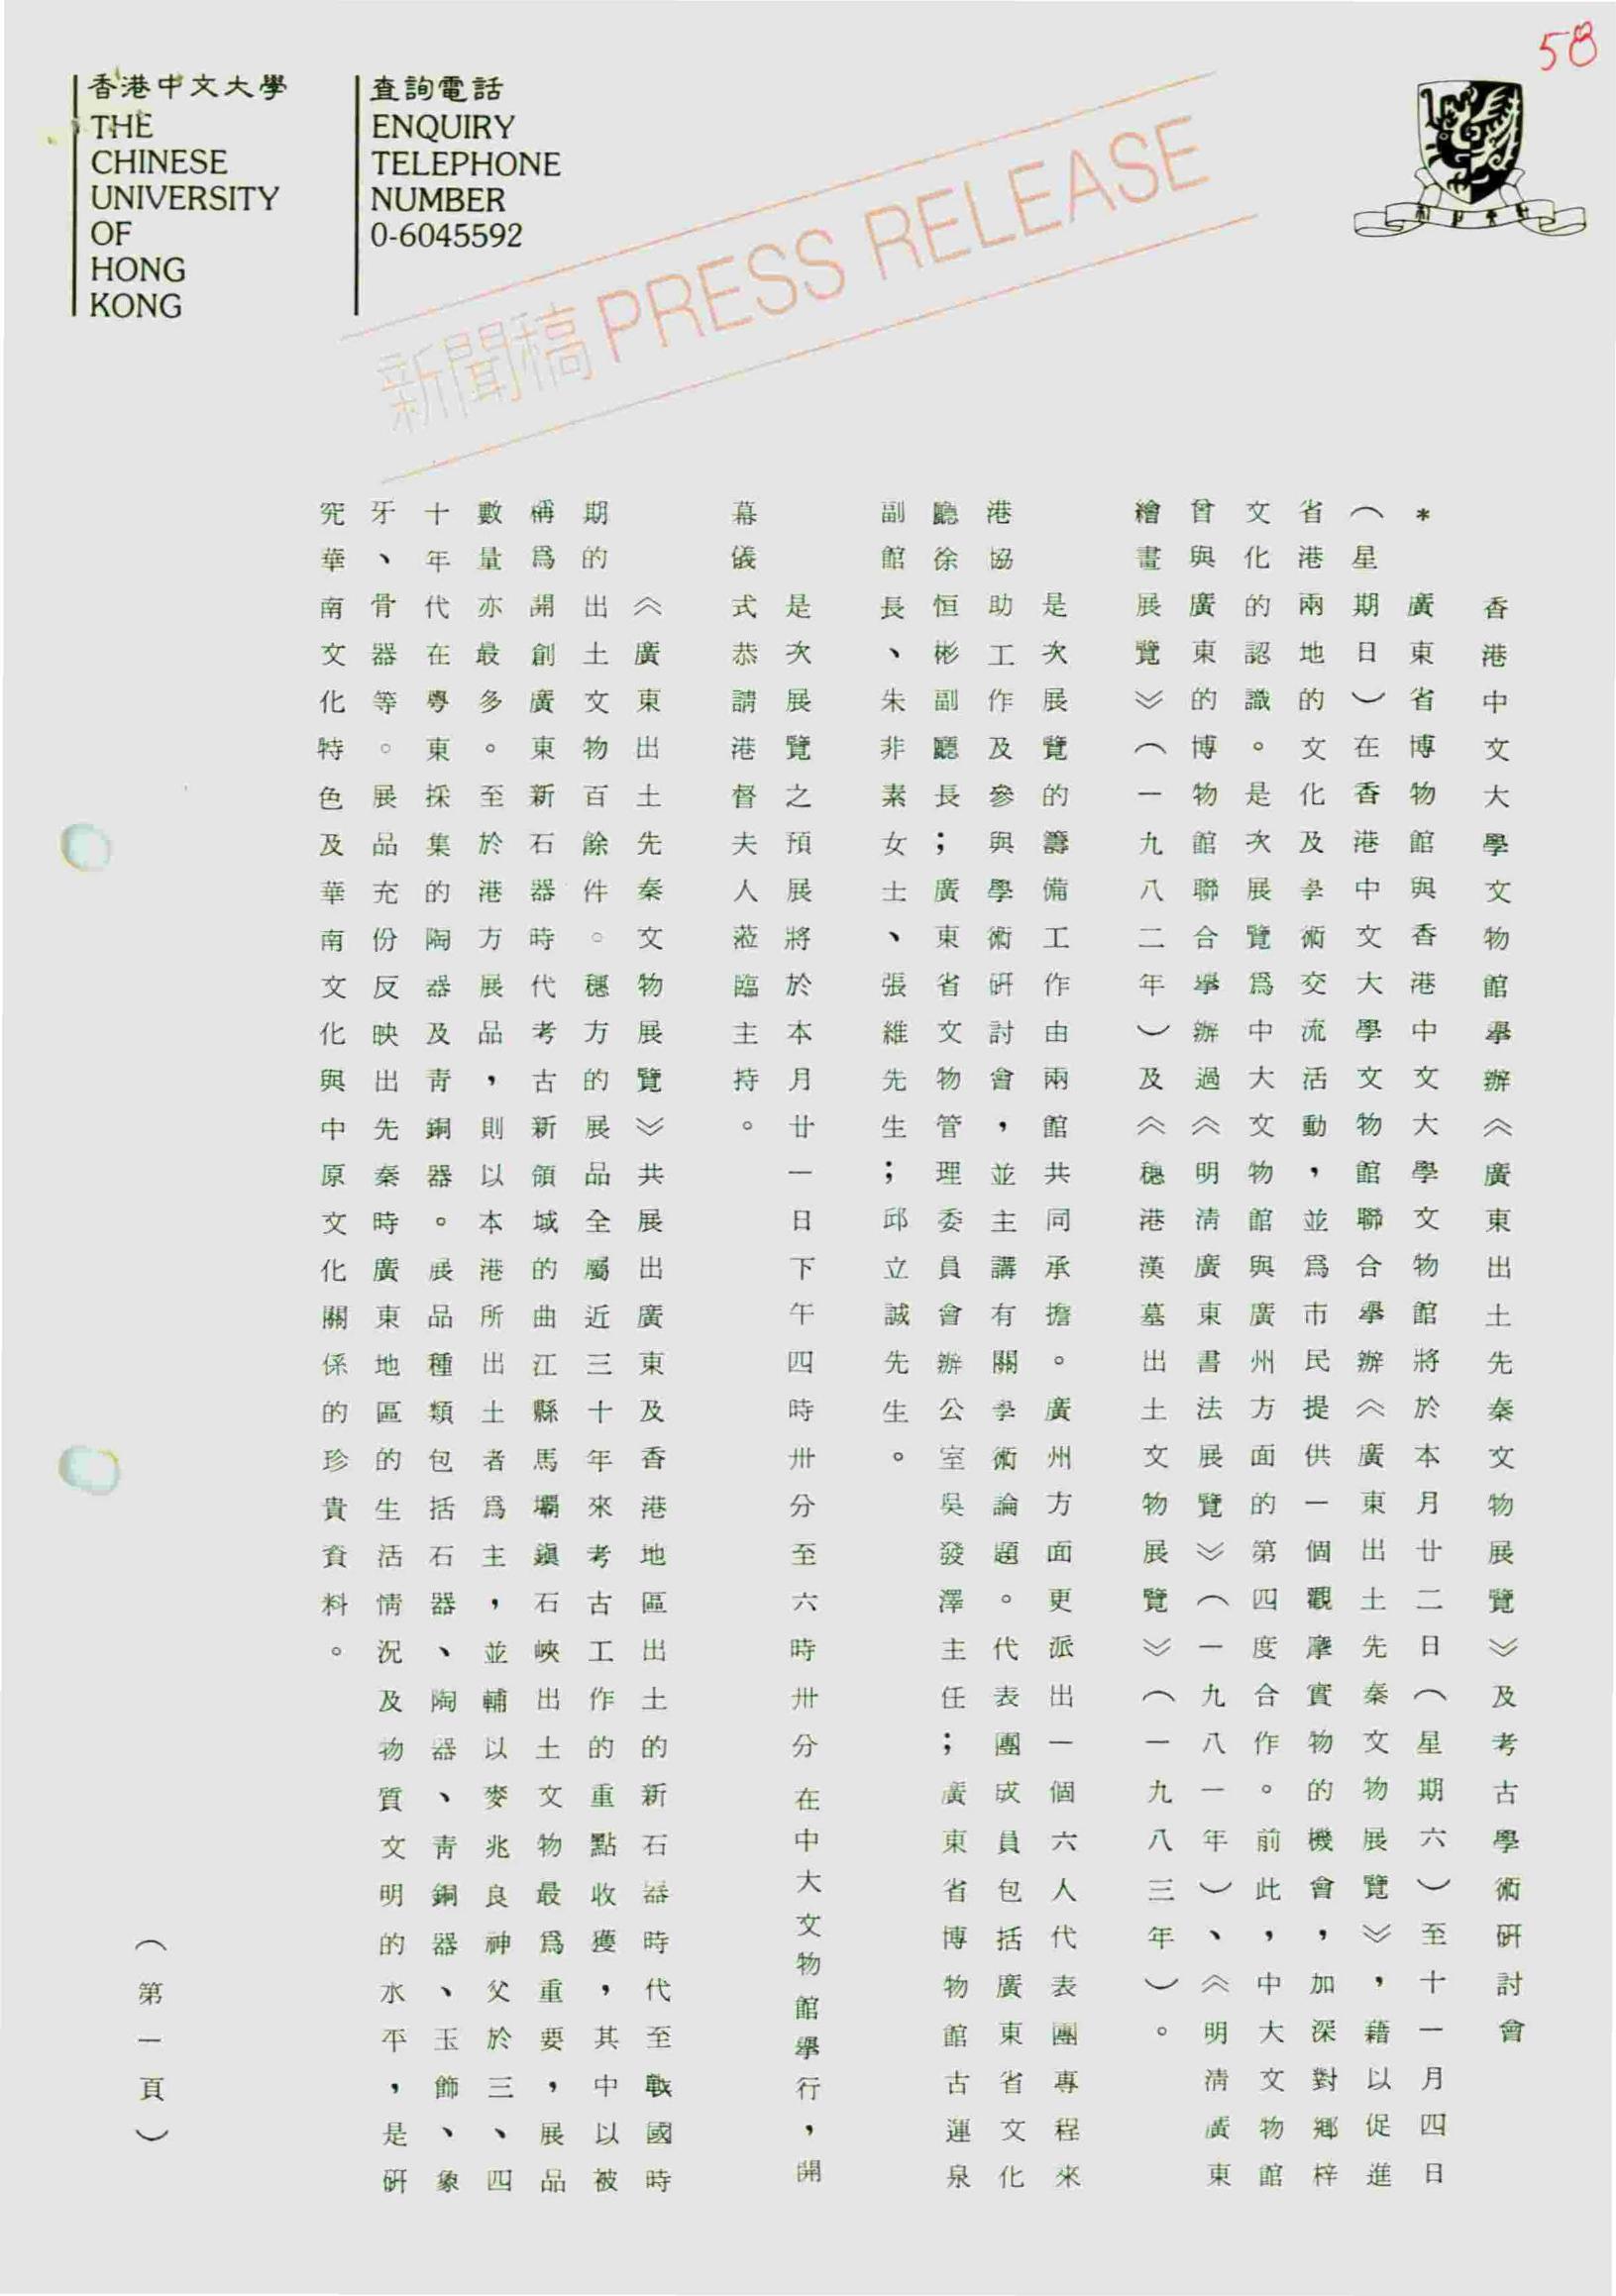 58
香港中文大學
THE
CHINESE
UNIVERSITY
OF
HONG
KONG
查詢電話
ENQUIRY
TELEPHONE
NUMBER
0-6045592
新聞稿 PRESS RELEASE
香港中文大學文物館擧辦《廣東出土先秦文物展覽》及考古學術硏討會
* 廣東省博物館與香港中文大學文物館將於本月廿二日（星期六）至十一月四日
（星期日）在香港中文大學文物館聯合擧辦《廣東出土先秦文物展覽》，藉以促進
省港兩地的文化及學術交流活動，並爲市民提供一個觀摩實物的機會，加深對鄉梓
文化的認識。是次展覽爲中大文物館與廣州方面的第四度合作。前此，中大文物館
曾與廣東的博物館聯合擧辦過《明淸廣東書法展覽》（一九八一年）、《明淸廣東
繪畫展覽》（一九八二年）及《穗港漢墓出土文物展覽》（一九八三年）。
是次展覽的籌備工作由兩館共同承擔。廣州方面更派出一個六人代表團專程來
港協助工作及參與學術硏討會，並主講有關學術論題。代表團成員包括廣東省文化
廳徐恒彬副廳長；廣東省文物管理委員會辦公室吳發澤主任；廣東省博物館古運泉
副館長、朱非素女士、張維先生；邱立誠先生。
是次展覽之預展將於本月廿一日下午四時卅分至六時卅分在中大文物館擧行，開
幕儀式恭請港督夫人蒞臨主持。
《廣東出土先秦文物展覽》共展出廣東及香港地區出土的新石器時代至戰國時
期的出土文物百餘件。穗方的展品全屬近三十年來考古工作的重點收獲，其中以被
稱爲開創廣東新石器時代考古新領域的曲江縣馬壩鎭石峽出土文物最爲重要，展品
數量亦最多。至於港方展品，則以本港所出土者爲主，並輔以麥兆良神父於三、四
十年代在粤東採集的陶器及靑銅器。展品種類包括石器、陶器、靑銅器、玉飾、象
牙、骨器等。展品充份反映出先秦時廣東地區的生活情況及物質文明的水平，是硏
究華南文化特色及華南文化與中原文化關係的珍貴資料。
（第一頁）